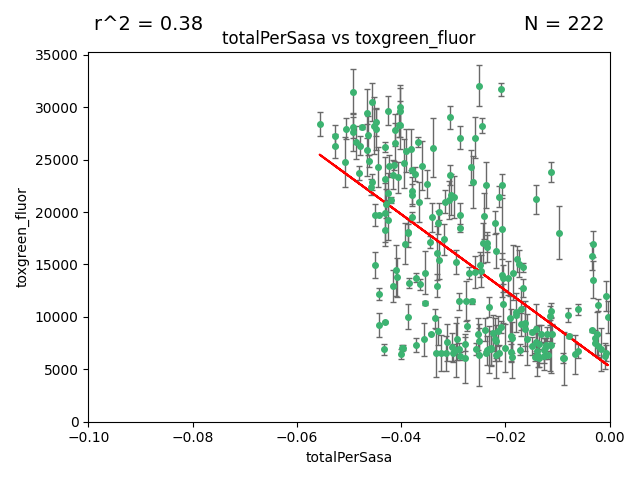 r^2 = 0.38
N = 222
totalPerSasa vs toxgreen_fluor
35000
30000
25000
20000
15000
10000
5000
0
toxgreen_fluor
−0.10
−0.08
−0.06
−0.04
−0.02
0.00
totalPerSasa